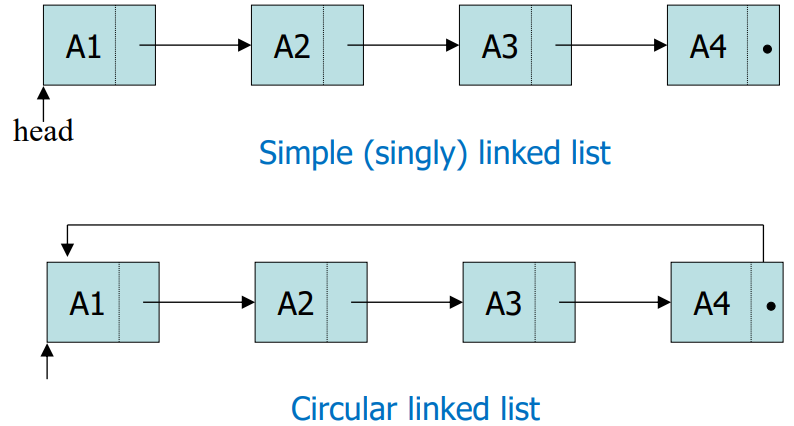 A1 A2 A3 A4
head
Simple (singly) linked list
A1 A2 A3 A4
Circular linked list